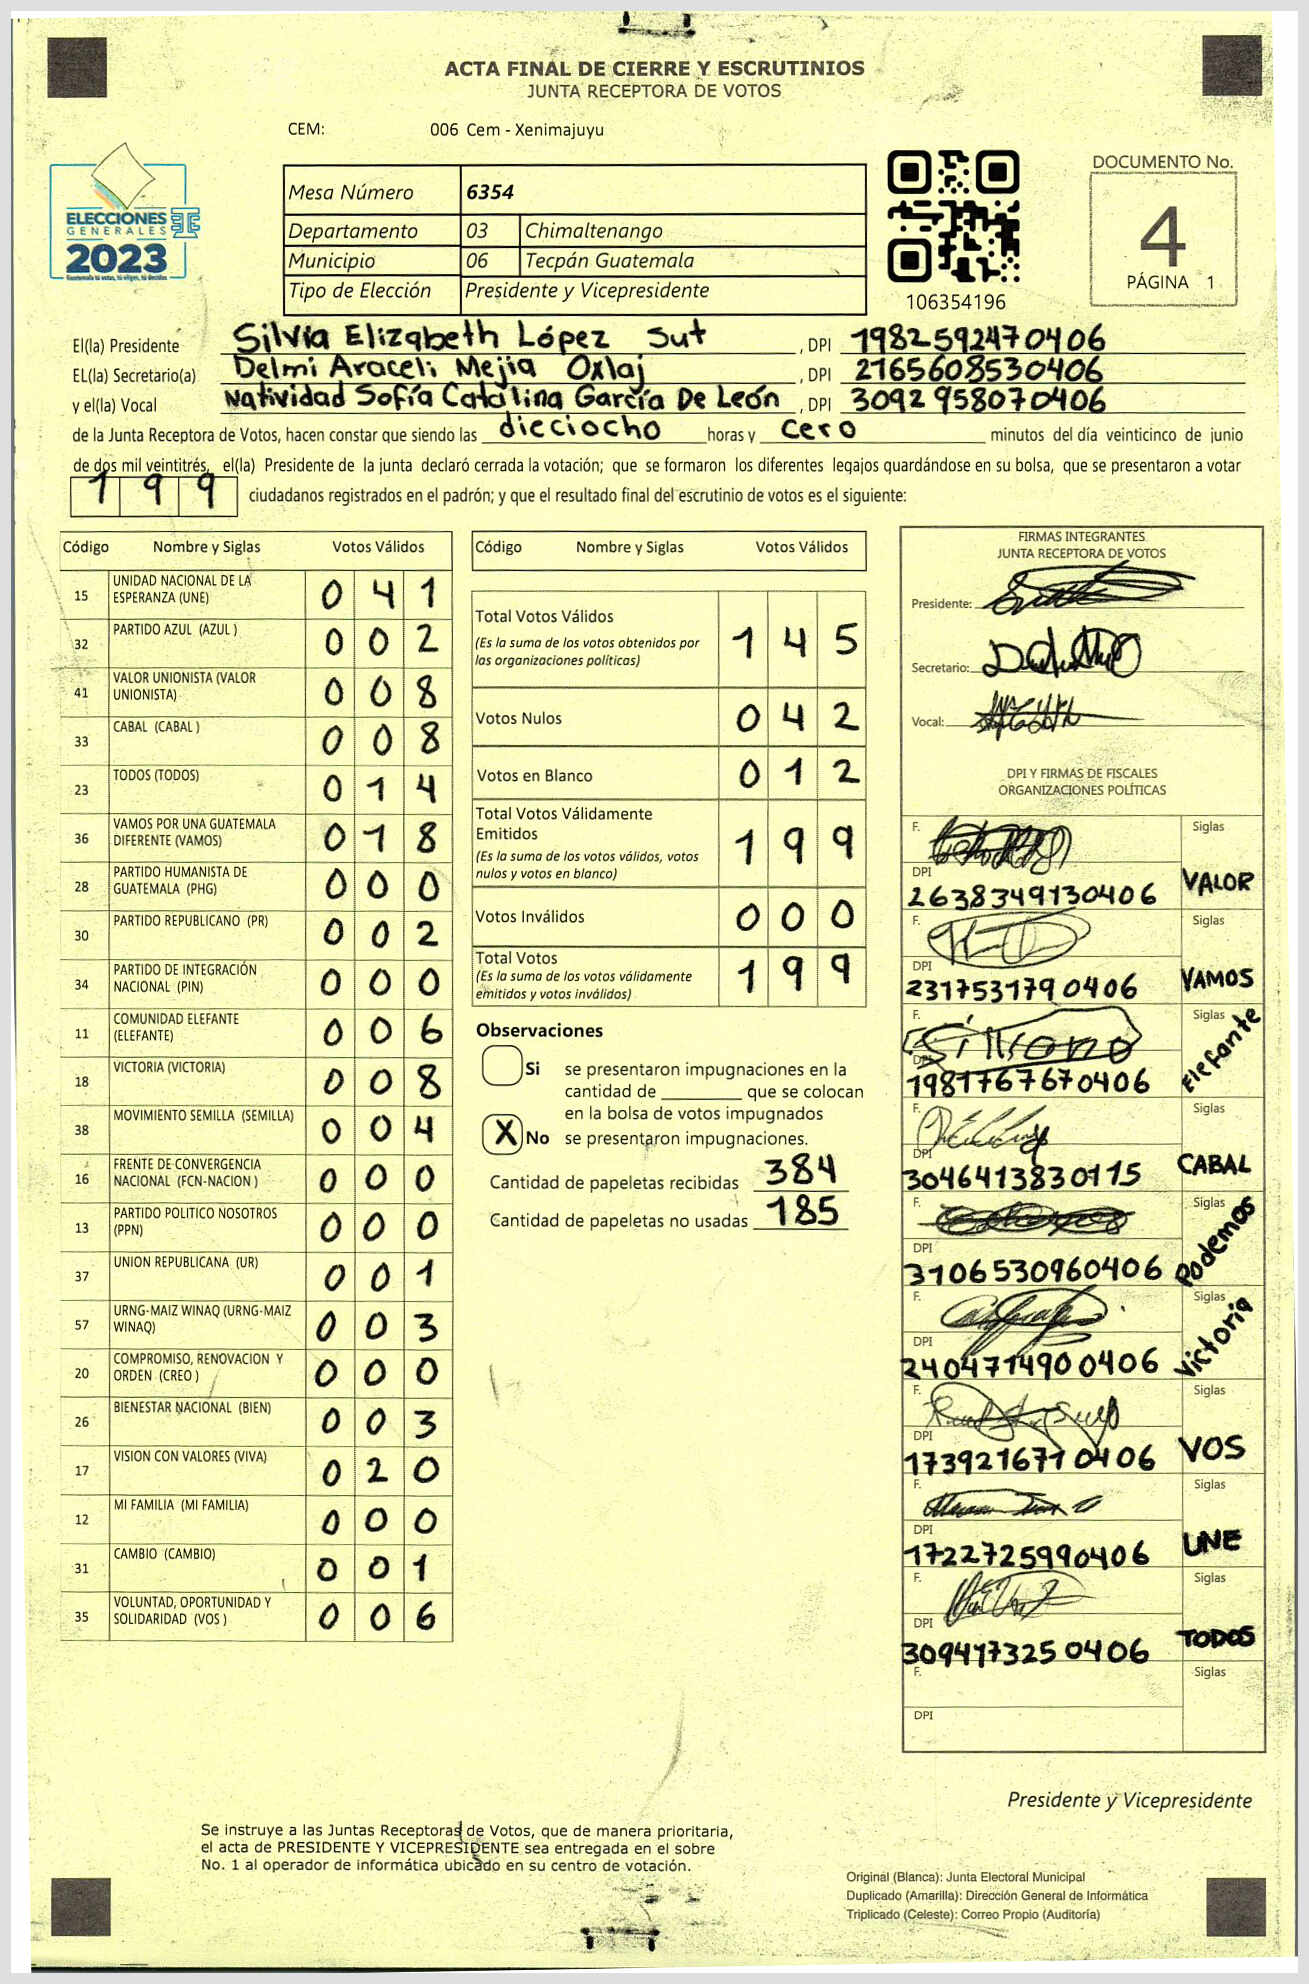 ACTA FINAL DE CIERRE Y ESCRUTINIOS
JUNTA RECEPTORA DE VOTOS
CEM: 006 Cem - Xenimajuyu
ELECCIONES
GENERALES
2023
Mesa Número 6354
Departamento 03 Chimaltenango
Municipio 06 Tecpán Guatemala
Tipo de Elección Presidente y Vicepresidente
106354196
DOCUMENTO No.
4
PÁGINA 1
El(la) Presidente Silvia Elizabeth López Sut , DPI 1982592470406
EL(la) Secretario(a) Delmi Araceli Mejia Oxlaj , DPI 2165608530406
y el(la) Vocal Natividad Sofía Catalina García De León , DPI 3092958070406
de la Junta Receptora de Votos, hacen constar que siendo las dieciocho horas y cero minutos del día veinticinco de junio
de dos mil veintitrés, el(la) Presidente de la junta declaró cerrada la votación; que se formaron los diferentes legajos quardándose en su bolsa, que se presentaron a votar
199 ciudadanos registrados en el padrón; y que el resultado final del escrutinio de votos es el siguiente:
Código Nombre y Siglas Votos Válidos
15 UNIDAD NACIONAL DE LA ESPERANZA (UNE) 0 4 1
32 PARTIDO AZUL (AZUL ) 0 0 2
41 VALOR UNIONISTA (VALOR UNIONISTA) 0 0 8
33 CABAL (CABAL ) 0 0 8
23 TODOS (TODOS) 0 1 4
36 VAMOS POR UNA GUATEMALA DIFERENTE (VAMOS) 0 1 8
28 PARTIDO HUMANISTA DE GUATEMALA (PHG) 0 0 0
30 PARTIDO REPUBLICANO (PR) 0 0 2
34 PARTIDO DE INTEGRACIÓN NACIONAL (PIN) 0 0 0
11 COMUNIDAD ELEFANTE (ELEFANTE) 0 0 6
18 VICTORIA (VICTORIA) 0 0 8
38 MOVIMIENTO SEMILLA (SEMILLA) 0 0 4
16 FRENTE DE CONVERGENCIA NACIONAL (FCN-NACION ) 0 0 0
13 PARTIDO POLITICO NOSOTROS (PPN) 0 0 0
37 UNION REPUBLICANA (UR) 0 0 1
57 URNG-MAIZ WINAQ (URNG-MAIZ WINAQ) 0 0 3
20 COMPROMISO, RENOVACION Y ORDEN (CREO ) 0 0 0
26 BIENESTAR NACIONAL (BIEN) 0 0 3
17 VISION CON VALORES (VIVA) 0 2 0
12 MI FAMILIA (MI FAMILIA) 0 0 0
31 CAMBIO (CAMBIO) 0 0 1
35 VOLUNTAD, OPORTUNIDAD Y SOLIDARIDAD (VOS ) 0 0 6
Código Nombre y Siglas Votos Válidos
Total Votos Válidos 1 4 5
(Es la suma de los votos obtenidos por
las organizaciones políticas)
Votos Nulos 0 4 2
Votos en Blanco 0 1 2
Total Votos Válidamente
Emitidos 1 9 9
(Es la suma de los votos válidos, votos
nulos y votos en blanco)
Votos Inválidos 0 0 0
Total Votos 1 9 9
(Es la suma de los votos válidamente
emitidos y votos inválidos)
Observaciones
Si se presentaron impugnaciones en la
cantidad de ________ que se colocan
en la bolsa de votos impugnados
X No se presentaron impugnaciones.
Cantidad de papeletas recibidas 384
Cantidad de papeletas no usadas 185
FIRMAS INTEGRANTES
JUNTA RECEPTORA DE VOTOS
Presidente:
Secretario:
Vocal:
DPI Y FIRMAS DE FISCALES
ORGANIZACIONES POLÍTICAS
F. Siglas
DPI
2638349130406 VALOR
F. Siglas
DPI
2317531790406 VAMOS
F. Siglas
DPI
1981767670406 Elefante
F. Siglas
DPI
3046413830115 CABAL
F. Siglas
DPI
3106530960406 Podemos
F. Siglas
DPI
2404714900406 Victoria
F. Siglas
DPI
1739216710406 VOS
F. Siglas
DPI
1722725990406 UNE
F. Siglas
DPI
3094173250406 TODOS
F. Siglas
DPI
Presidente y Vicepresidente
Se instruye a las Juntas Receptoras de Votos, que de manera prioritaria,
el acta de PRESIDENTE Y VICEPRESIDENTE sea entregada en el sobre
No. 1 al operador de informática ubicado en su centro de votación.
Original (Blanca): Junta Electoral Municipal
Duplicado (Amarilla): Dirección General de Informática
Triplicado (Celeste): Correo Propio (Auditoría)